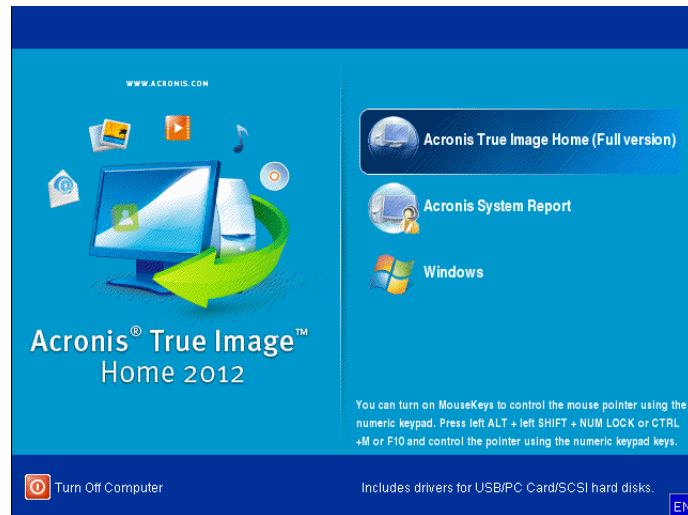 WWW.ACRONIS.COM
Acronis® True Image™
Home 2012
Acronis True Image Home (Full version)
Acronis System Report
Windows
You can turn on MouseKeys to control the mouse pointer using the
numeric keypad. Press left ALT + left SHIFT + NUM LOCK or CTRL
+M or F10 and control the pointer using the numeric keypad keys.
Turn Off Computer
Includes drivers for USB/PC Card/SCSI hard disks.
EN